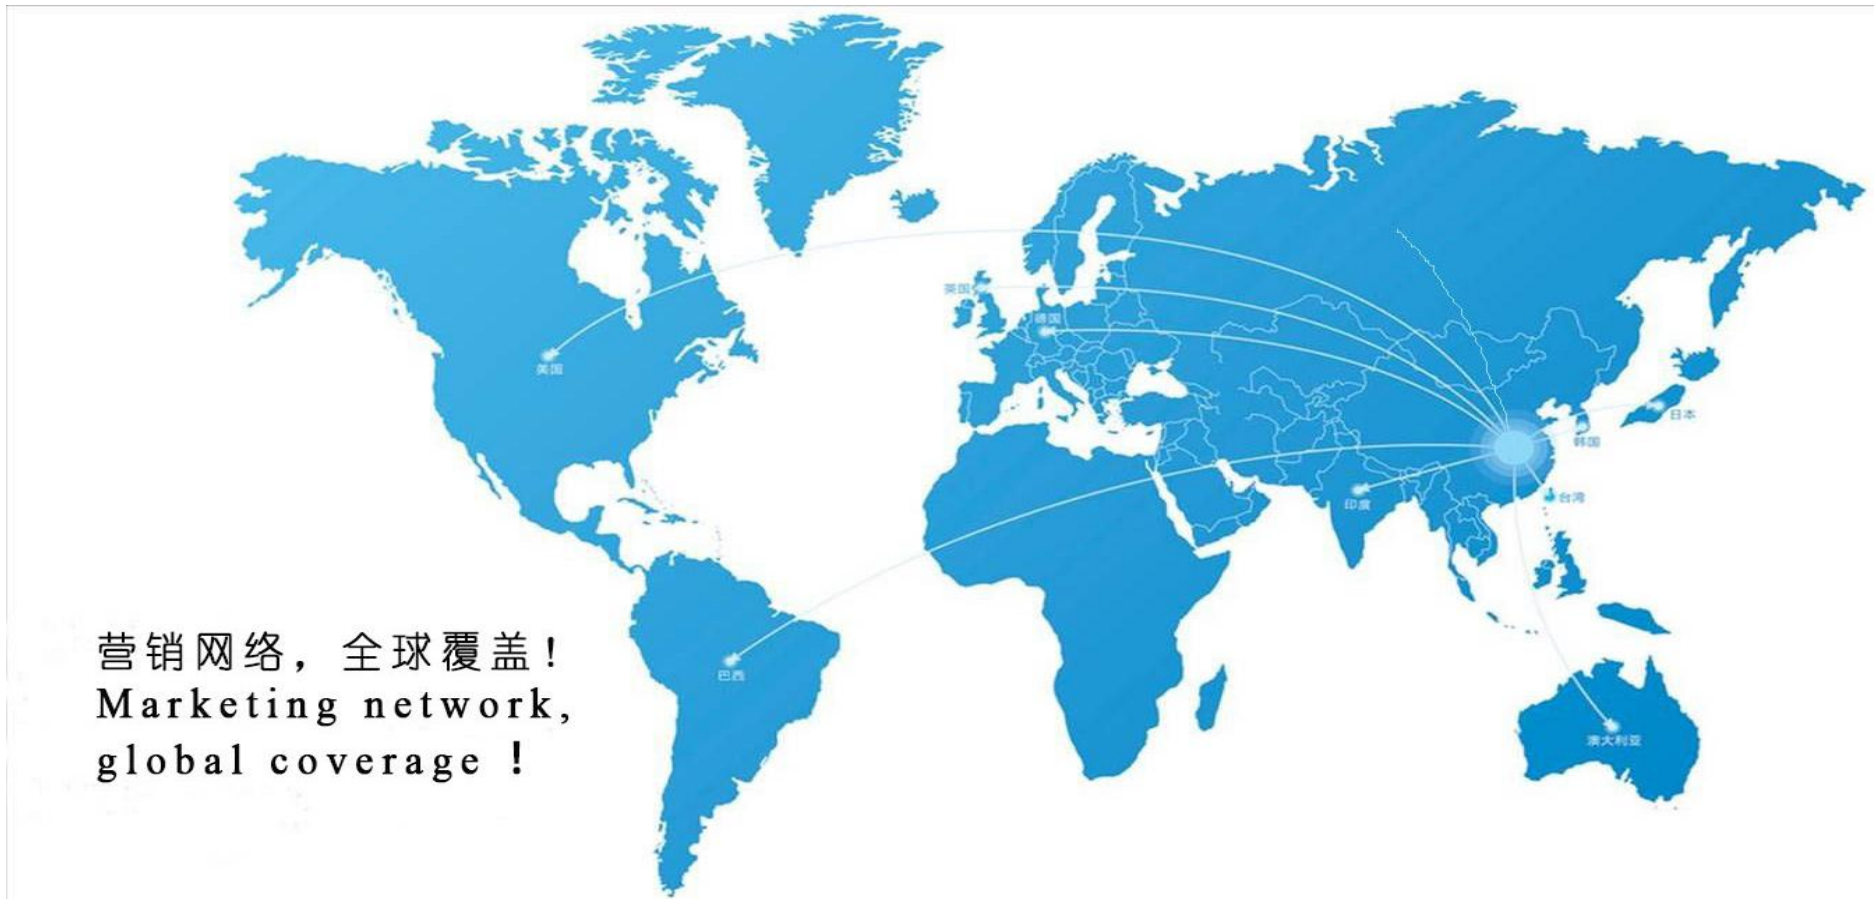 英国
德国
美国
日本
韩国
台湾
印度
营销网络，全球覆盖！
Marketing network,
global coverage ！
巴西
澳大利亚